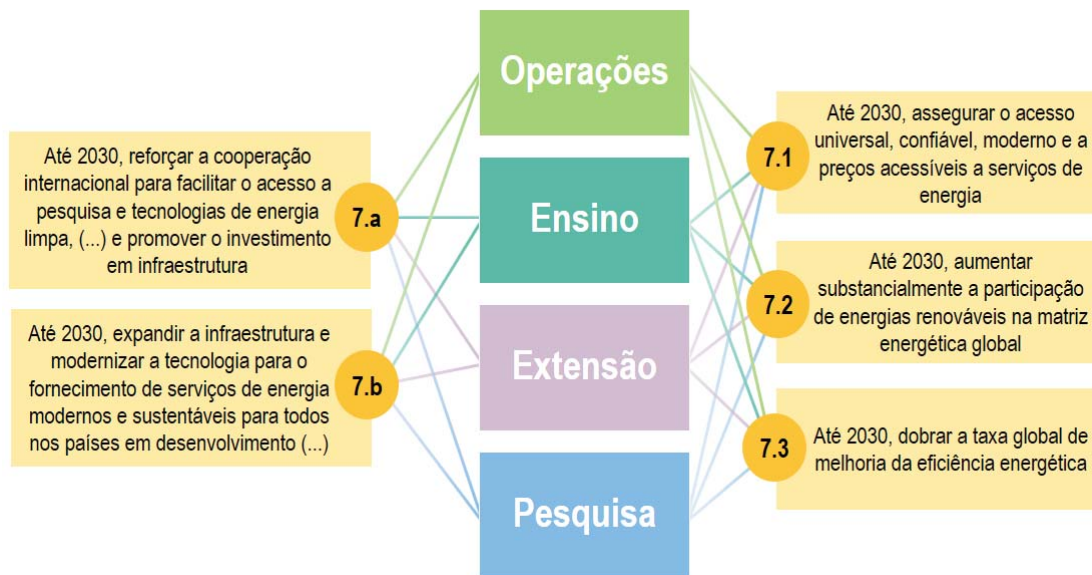 Operações
Ensino
Extensão
Pesquisa
Até 2030, reforçar a cooperação
internacional para facilitar o acesso a
pesquisa e tecnologias de energia
limpa, (...) e promover o investimento
em infraestrutura
7.a
Até 2030, expandir a infraestrutura e
modernizar a tecnologia para o
fornecimento de serviços de energia
modernos e sustentáveis para todos
nos países em desenvolvimento (...)
7.b
7.1
Até 2030, assegurar o acesso
universal, confiável, moderno e a
preços acessíveis a serviços de
energia
7.2
Até 2030, aumentar
substancialmente a participação
de energias renováveis na matriz
energética global
7.3
Até 2030, dobrar a taxa global de
melhoria da eficiência energética